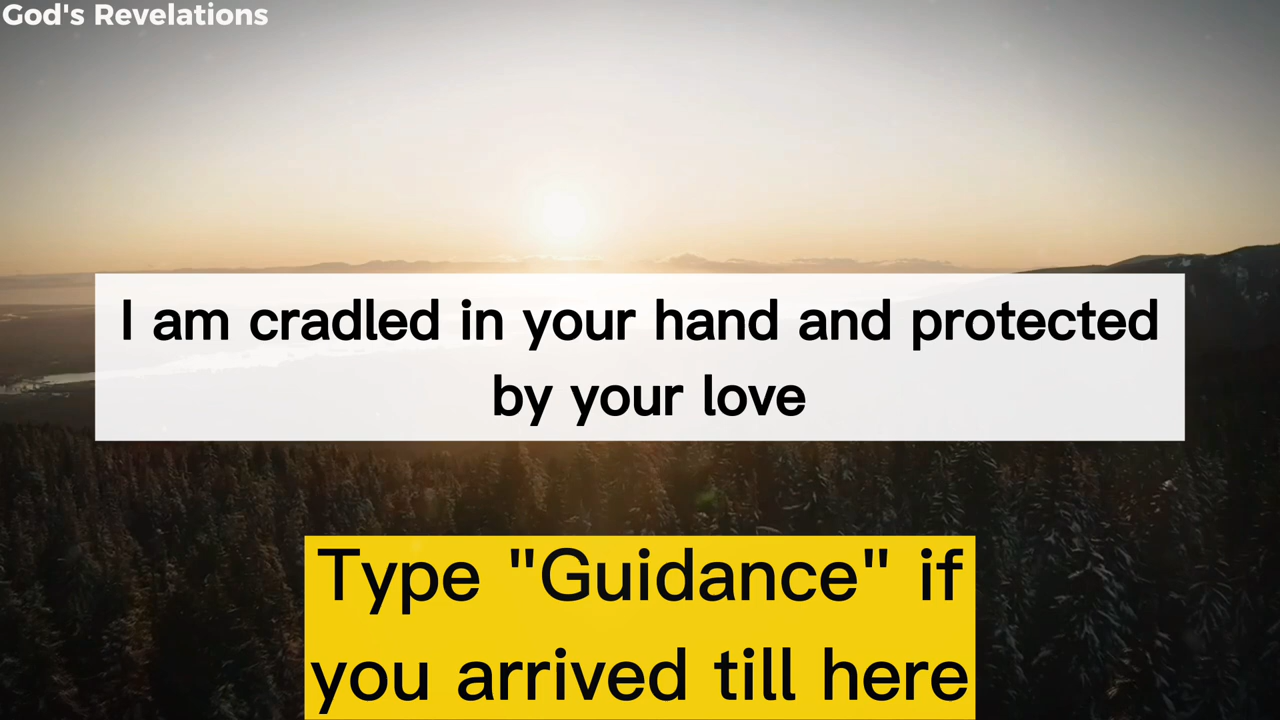 God's Revelations
I am cradled in your hand and protected
by your love
Type "Guidance" if
you arrived till here